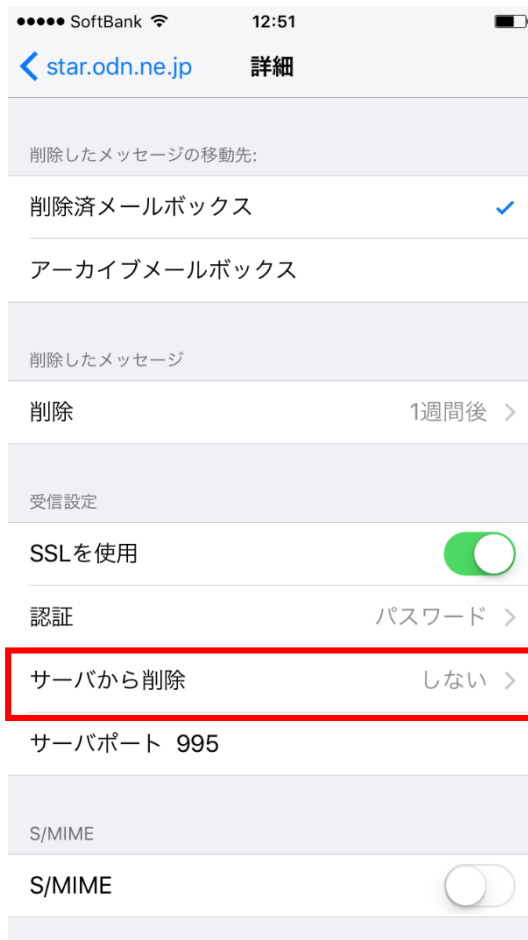 SoftBank 12:51
star.odn.ne.jp 詳細
削除したメッセージの移動先:
削除済メールボックス
アーカイブメールボックス
削除したメッセージ
削除 1週間後
受信設定
SSLを使用
認証 パスワード
サーバから削除 しない
サーバポート 995
S/MIME
S/MIME